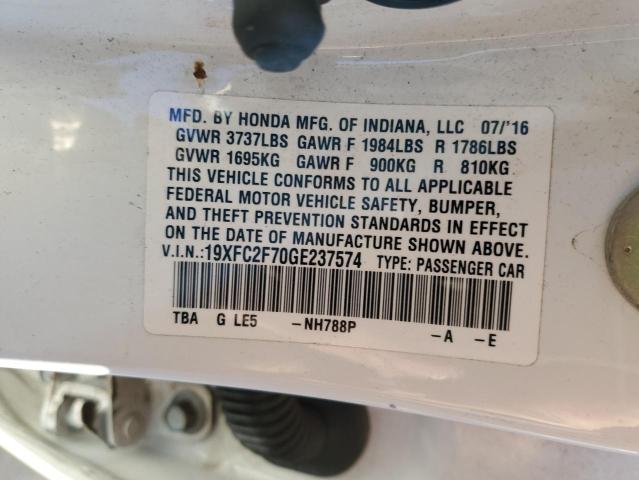 MFD. BY HONDA MFG. OF INDIANA, LLC 07/'16
GVWR 3737LBS GAWR F 1984LBS R 1786LBS
GVWR 1695KG GAWR F 900KG R 810KG
THIS VEHICLE CONFORMS TO ALL APPLICABLE
FEDERAL MOTOR VEHICLE SAFETY, BUMPER,
AND THEFT PREVENTION STANDARDS IN EFFECT
ON THE DATE OF MANUFACTURE SHOWN ABOVE.
V.I.N.:19XFC2F70GE237574 TYPE: PASSENGER CAR
TBA G LE5 -NH788P -A -E